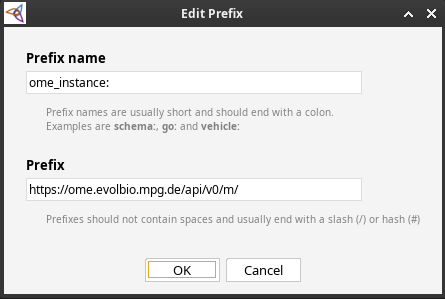 Edit Prefix
Prefix name
ome_instance:
Prefix names are usually short and should end with a colon.
Examples are schema:, go: and vehicle:
Prefix
https://ome.evolbio.mpg.de/api/v0/m/
Prefixes should not contain spaces and usually end with a slash (/) or hash (#)
OK
Cancel